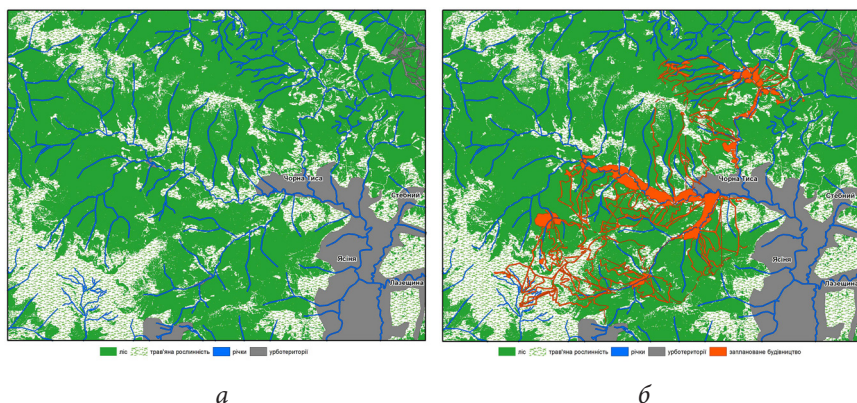 Чорна Тиса
Стебний
Ясіня
Лазещина
ліс трав'яна рослинність річки урботериторії
Чорна Тиса
Стебний
Ясіня
Лазещина
ліс трав'яна рослинність річки урботериторії заплановане будівництво
а б